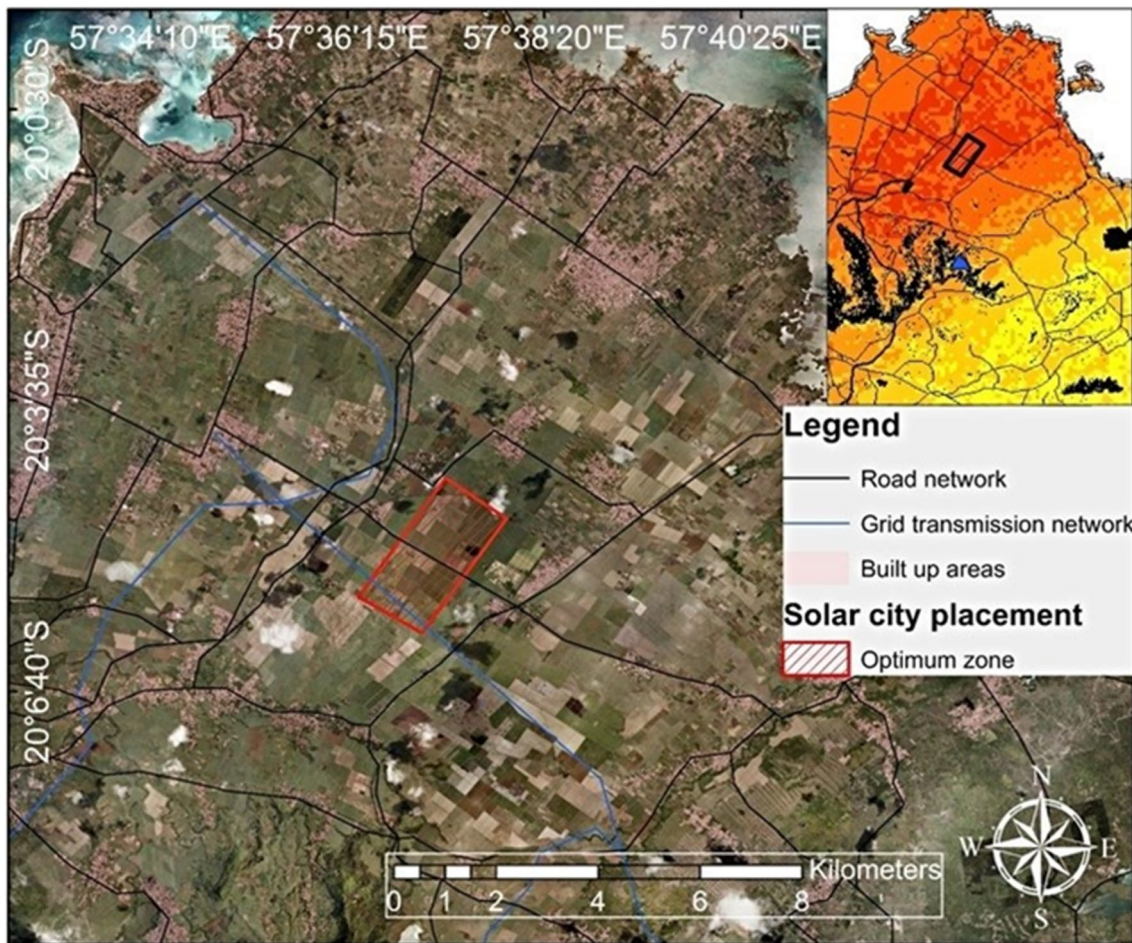 57°34'10"E 57°36'15"E 57°38'20"E 57°40'25"E
20°0'30"S
20°3'35"S
20°6'40"S
Legend
Road network
Grid transmission network
Built up areas
Solar city placement
Optimum zone
N
W E
S
Kilometers
0 1 2 4 6 8